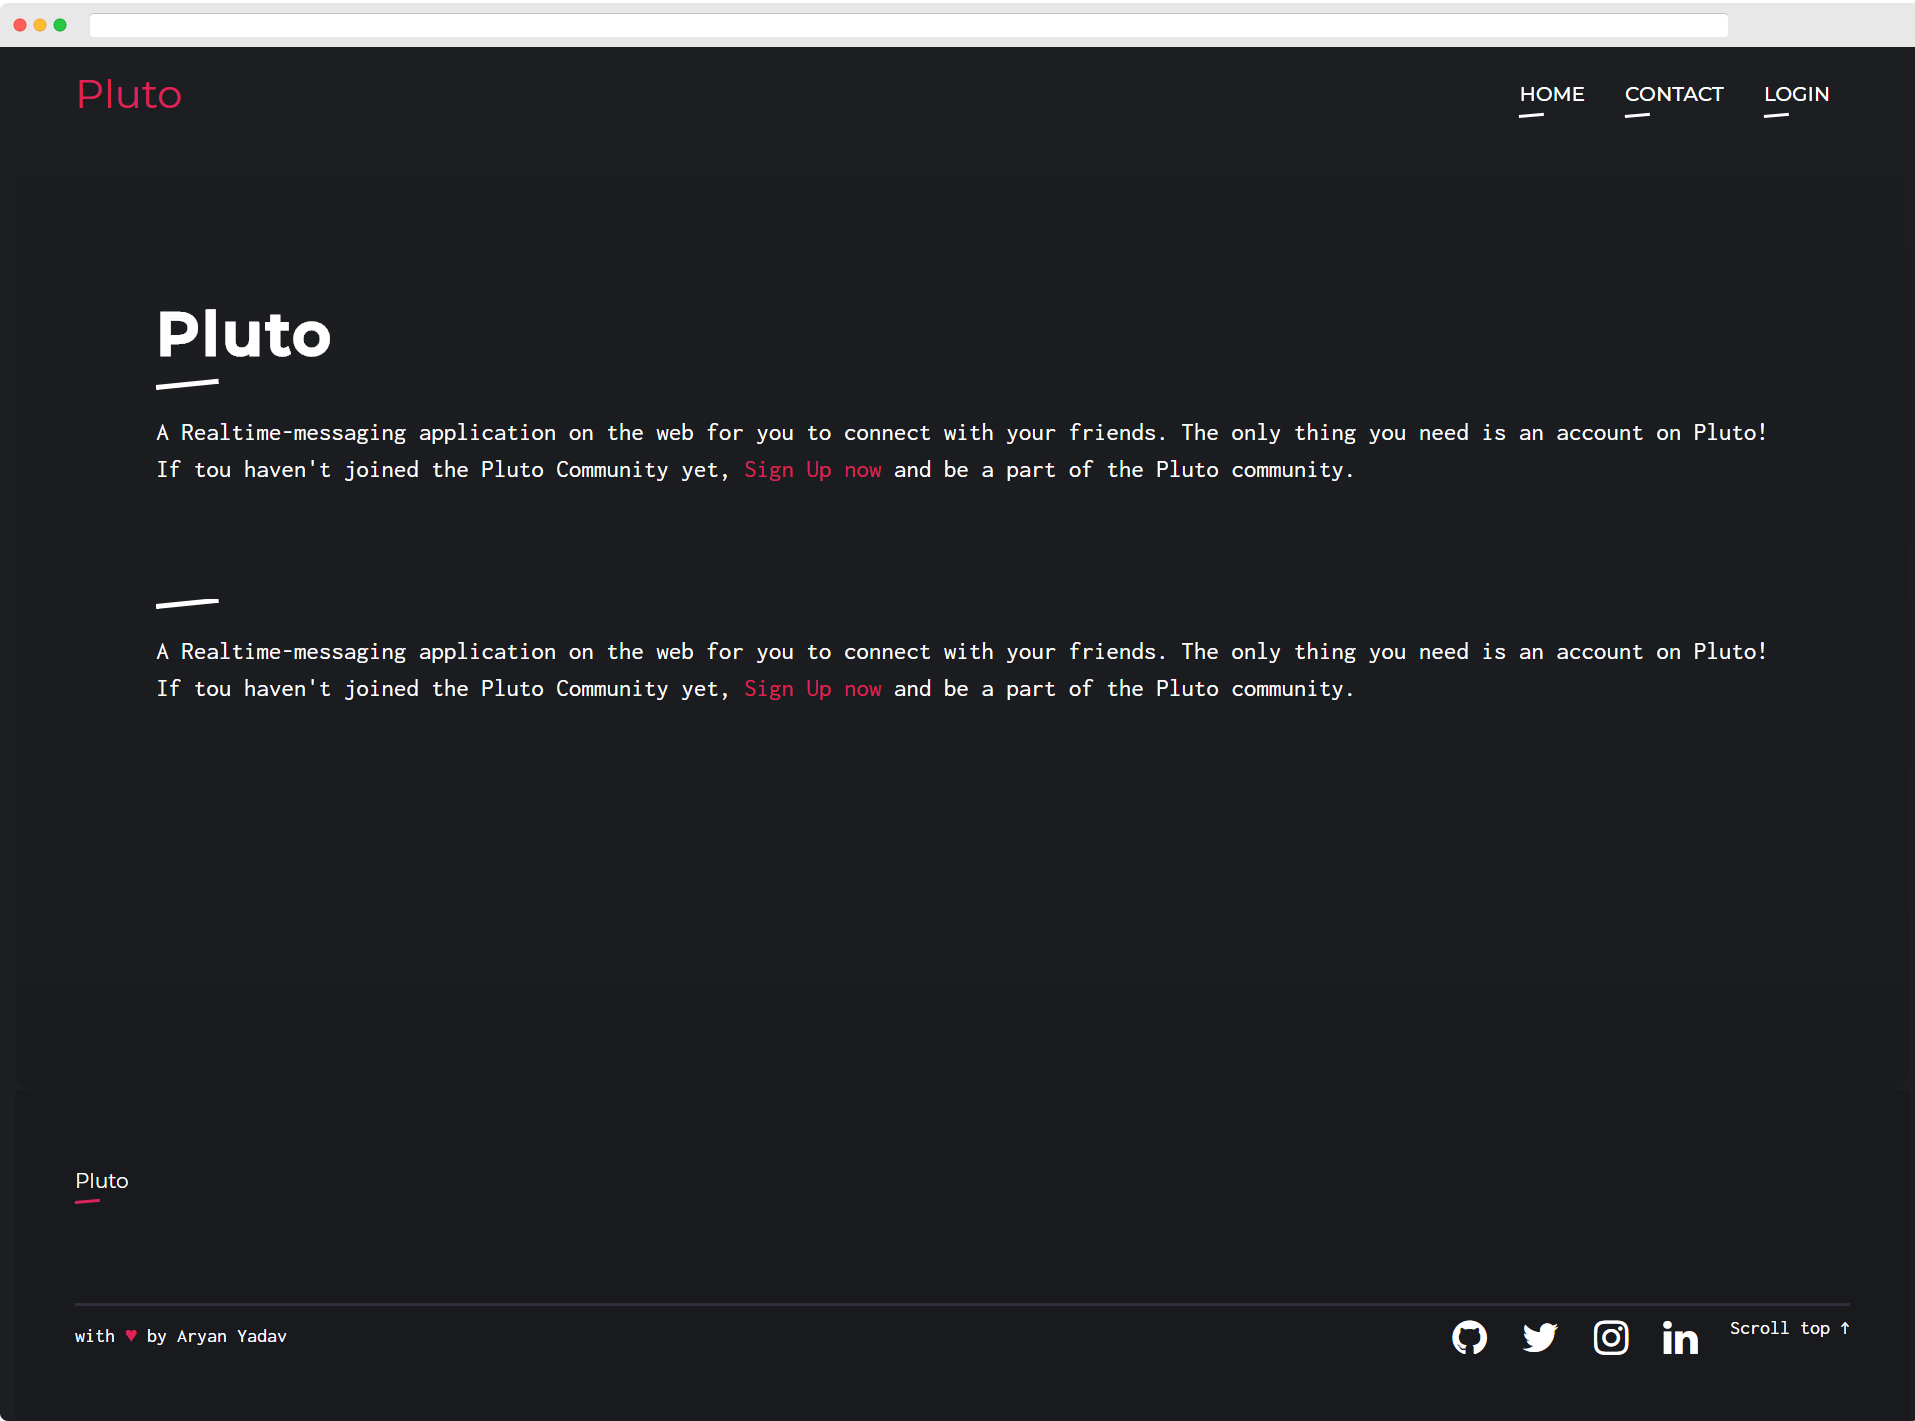 Pluto
HOME CONTACT LOGIN
Pluto
A Realtime-messaging application on the web for you to connect with your friends. The only thing you need is an account on Pluto!
If tou haven't joined the Pluto Community yet, Sign Up now and be a part of the Pluto community.
A Realtime-messaging application on the web for you to connect with your friends. The only thing you need is an account on Pluto!
If tou haven't joined the Pluto Community yet, Sign Up now and be a part of the Pluto community.
Pluto
with ♥ by Aryan Yadav
in
Scroll top ↑